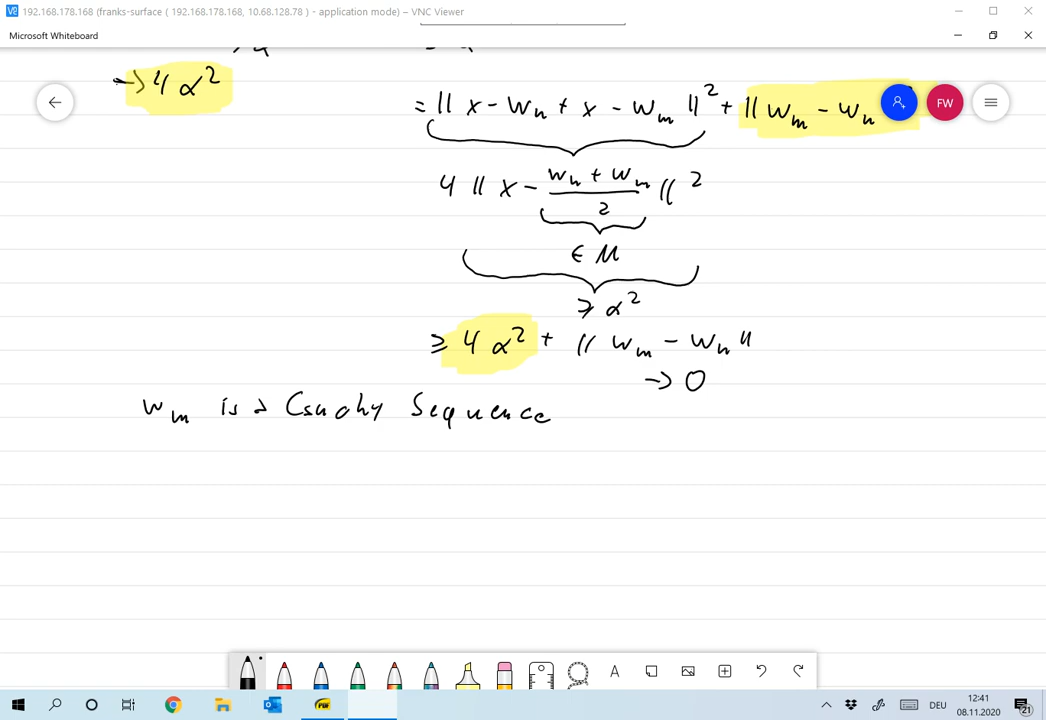 192.168.178.168 (franks-surface ( 192.168.178.168, 10.68.128.78 ) - application mode) – VNC Viewer
Microsoft Whiteboard
→ 4 α²
= || x - wₙ + x - wₘ ||² + || wₘ - wₙ
FW
4 || x - (wₙ + wₘ)/2 ||²
∈ M
≥ α²
≥ 4 α² + || wₘ - wₙ ||
→ 0
wₘ is a Cauchy Sequence
A
12:41
DEU
08.11.2020
21